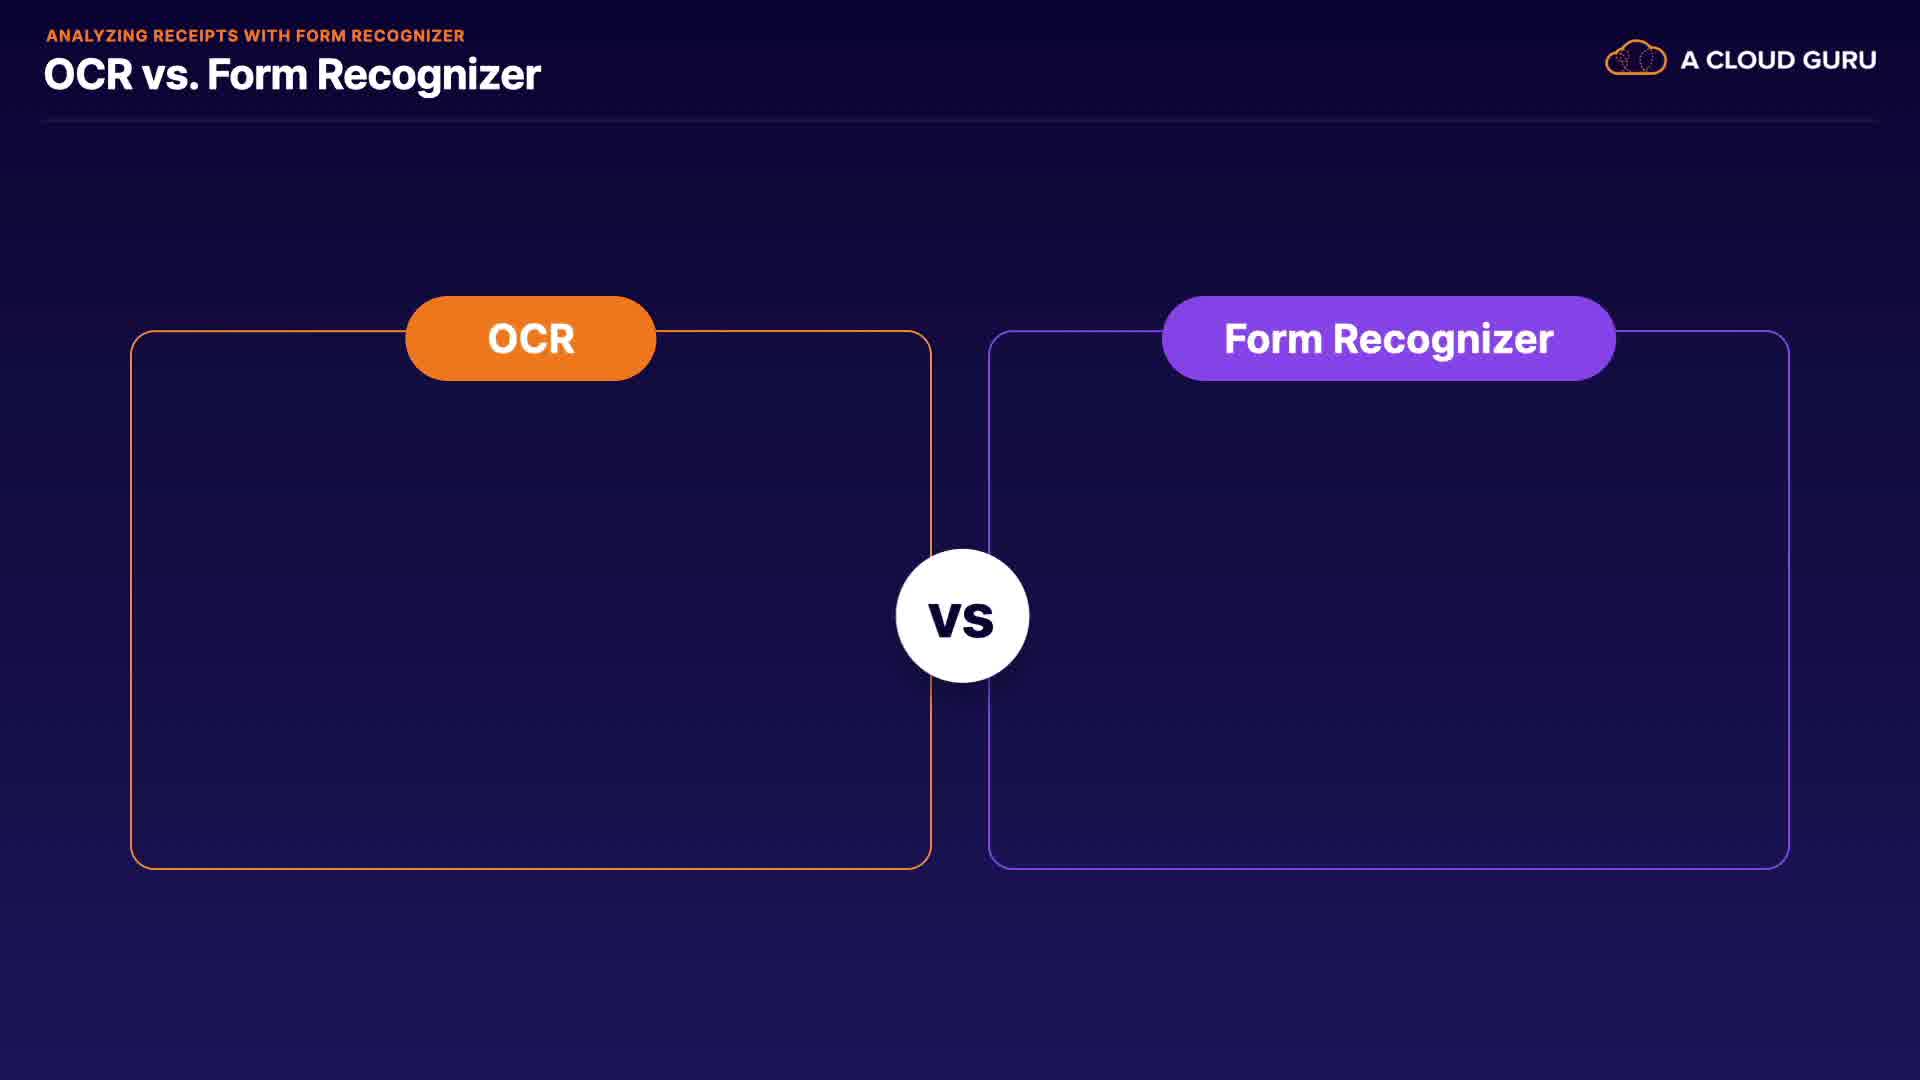 ANALYZING RECEIPTS WITH FORM RECOGNIZER
OCR vs. Form Recognizer
A CLOUD GURU
OCR
Form Recognizer
vs